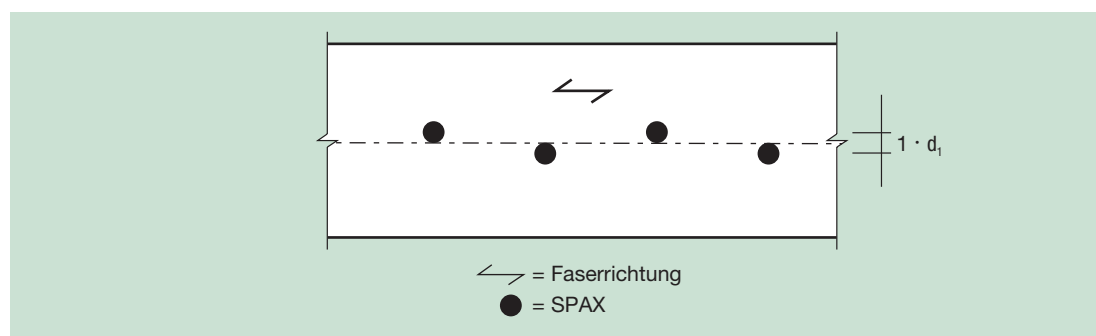 1 · d₁
= Faserrichtung
= SPAX